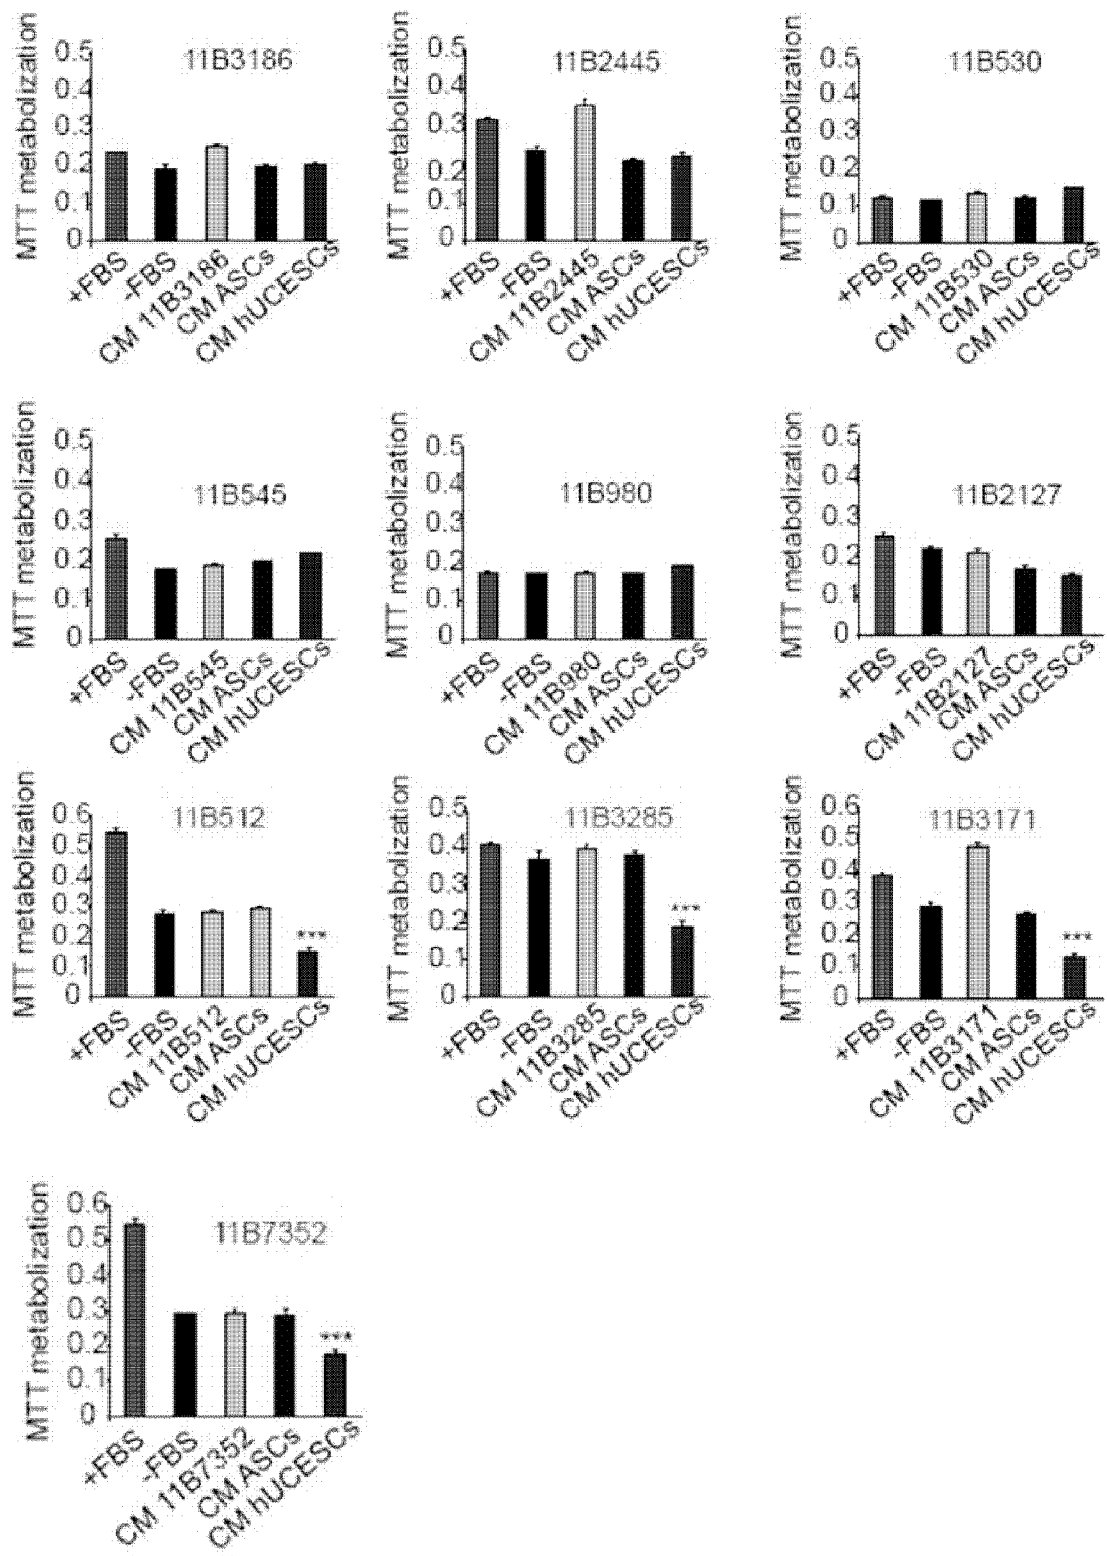 MTT metabolization
0.5
0.4
0.3
0.2
0.1
0
11B3186
+FBS
-FBS
CM 11B3186
CM ASCs
CM hUCESCs
MTT metabolization
0.5
0.4
0.3
0.2
0.1
0
11B2445
+FBS
-FBS
CM 11B2445
CM ASCs
CM hUCESCs
MTT metabolization
0.5
0.4
0.3
0.2
0.1
0
11B530
+FBS
-FBS
CM 11B530
CM ASCs
CM hUCESCs
MTT metabolization
0.5
0.4
0.3
0.2
0.1
0
11B545
+FBS
-FBS
CM 11B545
CM ASCs
CM hUCESCs
MTT metabolization
0.5
0.4
0.3
0.2
0.1
0
11B980
+FBS
-FBS
CM 11B980
CM ASCs
CM hUCESCs
MTT metabolization
0.5
0.4
0.3
0.2
0.1
0
11B2127
+FBS
-FBS
CM 11B2127
CM ASCs
CM hUCESCs
MTT metabolization
0.6
0.5
0.4
0.3
0.2
0.1
0
11B512
***
+FBS
-FBS
CM 11B512
CM ASCs
CM hUCESCs
MTT metabolization
0.5
0.4
0.3
0.2
0.1
0
11B3285
***
+FBS
-FBS
CM 11B3285
CM ASCs
CM hUCESCs
MTT metabolization
0.6
0.5
0.4
0.3
0.2
0.1
0
11B3171
***
+FBS
-FBS
CM 11B3171
CM ASCs
CM hUCESCs
MTT metabolization
0.6
0.5
0.4
0.3
0.2
0.1
0
11B7352
***
+FBS
-FBS
CM 11B7352
CM ASCs
CM hUCESCs